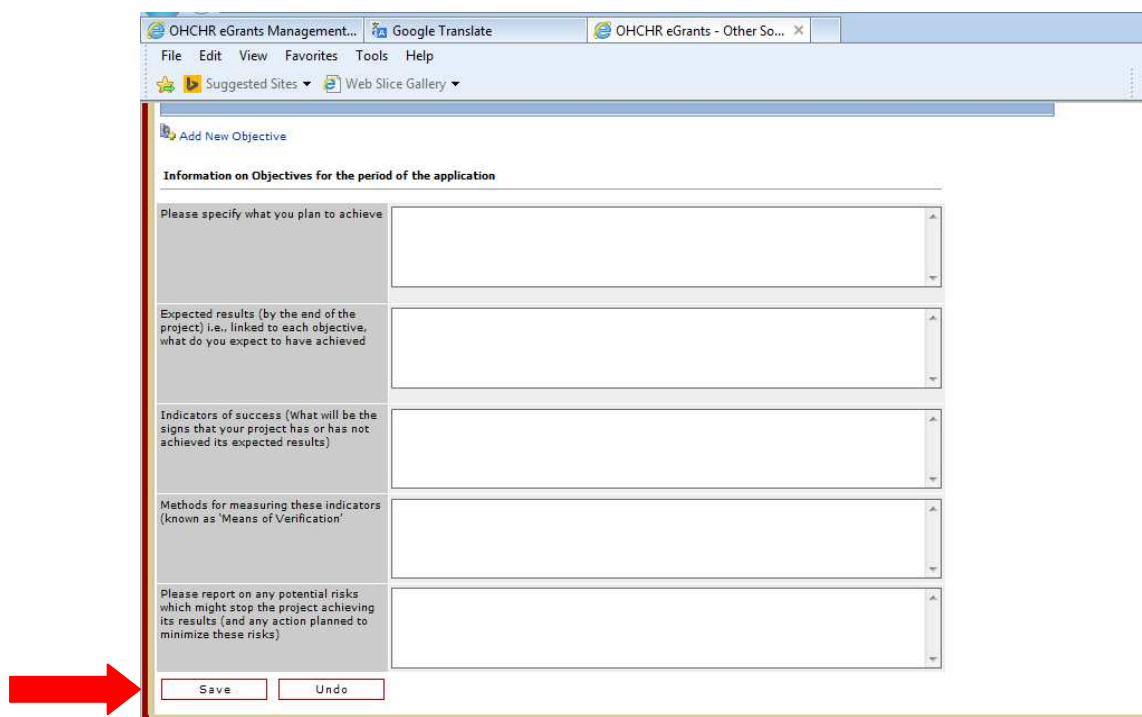 OHCHR eGrants Management... Google Translate OHCHR eGrants - Other So...
File Edit View Favorites Tools Help
Suggested Sites Web Slice Gallery
Add New Objective
Information on Objectives for the period of the application
Please specify what you plan to achieve
Expected results (by the end of the
project) i.e., linked to each objective,
what do you expect to have achieved
Indicators of success (What will be the
signs that your project has or has not
achieved its expected results)
Methods for measuring these indicators
(known as 'Means of Verification'
Please report on any potential risks
which might stop the project achieving
its results (and any action planned to
minimize these risks)
Save Undo